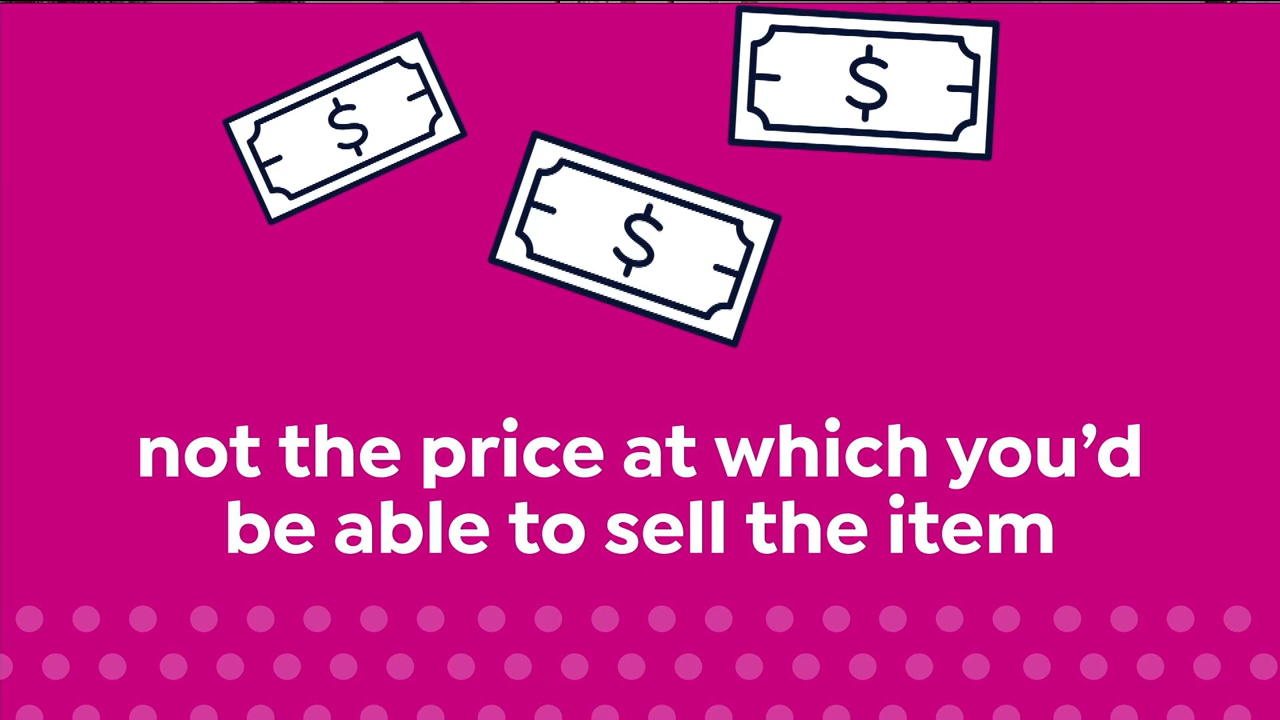 $
$
$
not the price at which you’d
be able to sell the item